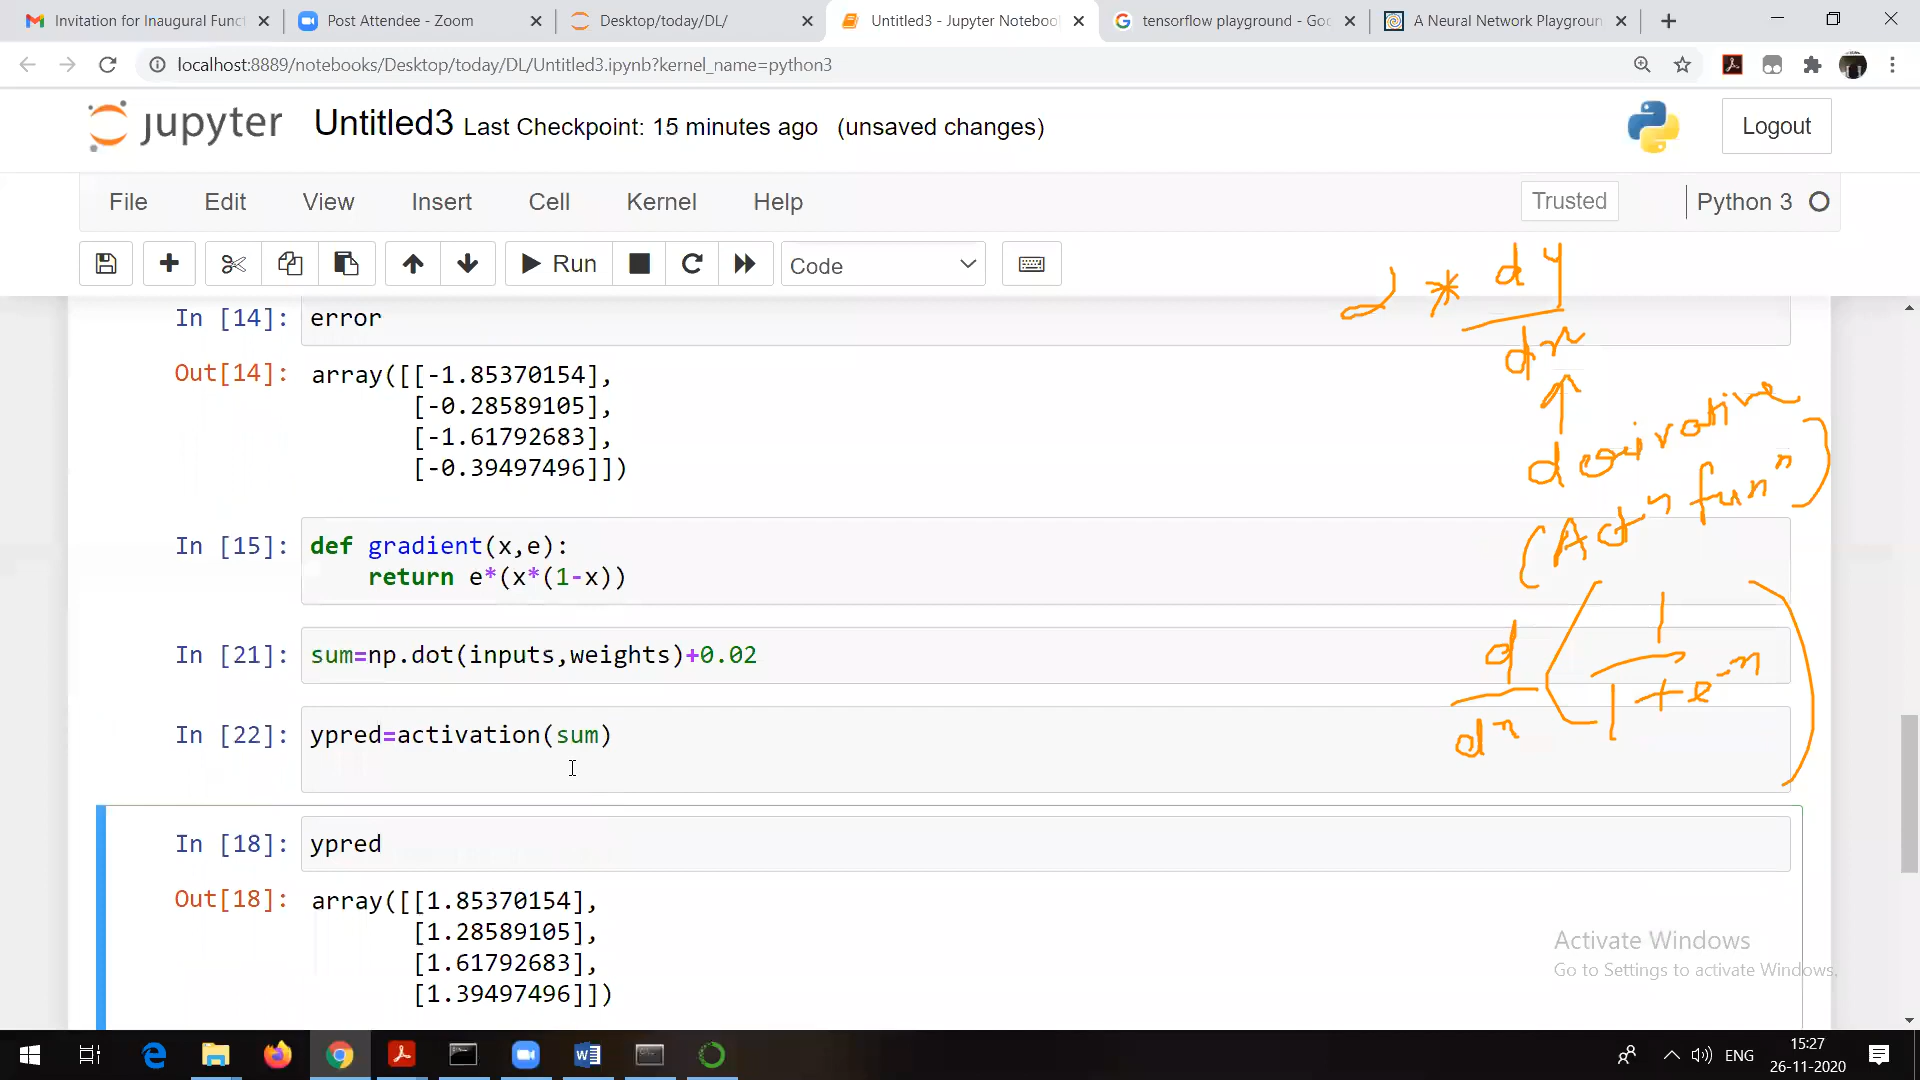 Invitation for Inaugural Funct
Post Attendee - Zoom
Desktop/today/DL/
Untitled3 - Jupyter Noteboo
tensorflow playground - Goo
A Neural Network Playgroun
localhost:8889/notebooks/Desktop/today/DL/Untitled3.ipynb?kernel_name=python3
jupyter Untitled3 Last Checkpoint: 15 minutes ago (unsaved changes)
Logout
File Edit View Insert Cell Kernel Help
Trusted Python 3
Run Code
* dy
dx
derivative
(Actn funn)
d
dx
(1
1+e-x)
In [14]: error
Out[14]: array([[-1.85370154],
[-0.28589105],
[-1.61792683],
[-0.39497496]])
In [15]: def gradient(x,e):
return e*(x*(1-x))
In [21]: sum=np.dot(inputs,weights)+0.02
In [22]: ypred=activation(sum)
In [18]: ypred
Out[18]: array([[1.85370154],
[1.28589105],
[1.61792683],
[1.39497496]])
Activate Windows
Go to Settings to activate Windows.
ENG
15:27
26-11-2020